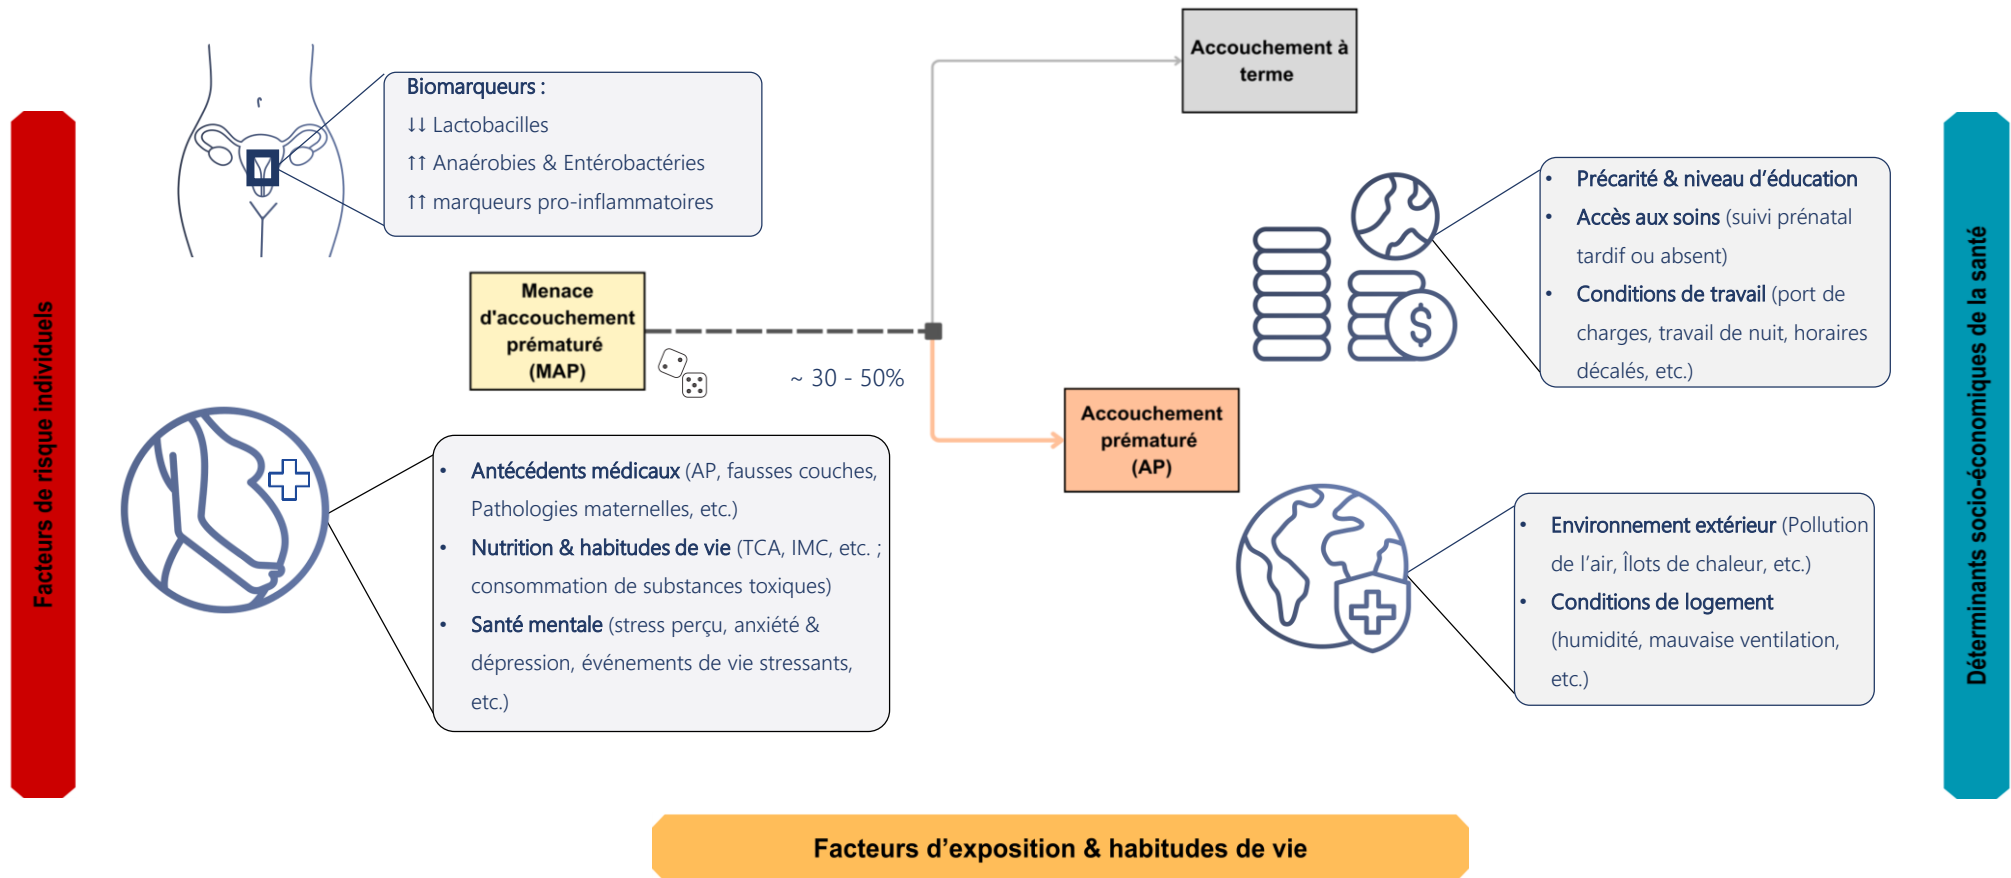 Facteurs de risque individuels
Biomarqueurs :
↓↓ Lactobacilles
↑↑ Anaérobies & Entérobactéries
↑↑ marqueurs pro-inflammatoires
Menace
d'accouchement
prématuré
(MAP)
~ 30 - 50%
Accouchement à
terme
Accouchement
prématuré
(AP)
• Antécédents médicaux (AP, fausses couches,
Pathologies maternelles, etc.)
• Nutrition & habitudes de vie (TCA, IMC, etc. ;
consommation de substances toxiques)
• Santé mentale (stress perçu, anxiété &
dépression, événements de vie stressants,
etc.)
$
• Précarité & niveau d’éducation
• Accès aux soins (suivi prénatal
tardif ou absent)
• Conditions de travail (port de
charges, travail de nuit, horaires
décalés, etc.)
• Environnement extérieur (Pollution
de l’air, Îlots de chaleur, etc.)
• Conditions de logement
(humidité, mauvaise ventilation,
etc.)
Déterminants socio-économiques de la santé
Facteurs d’exposition & habitudes de vie